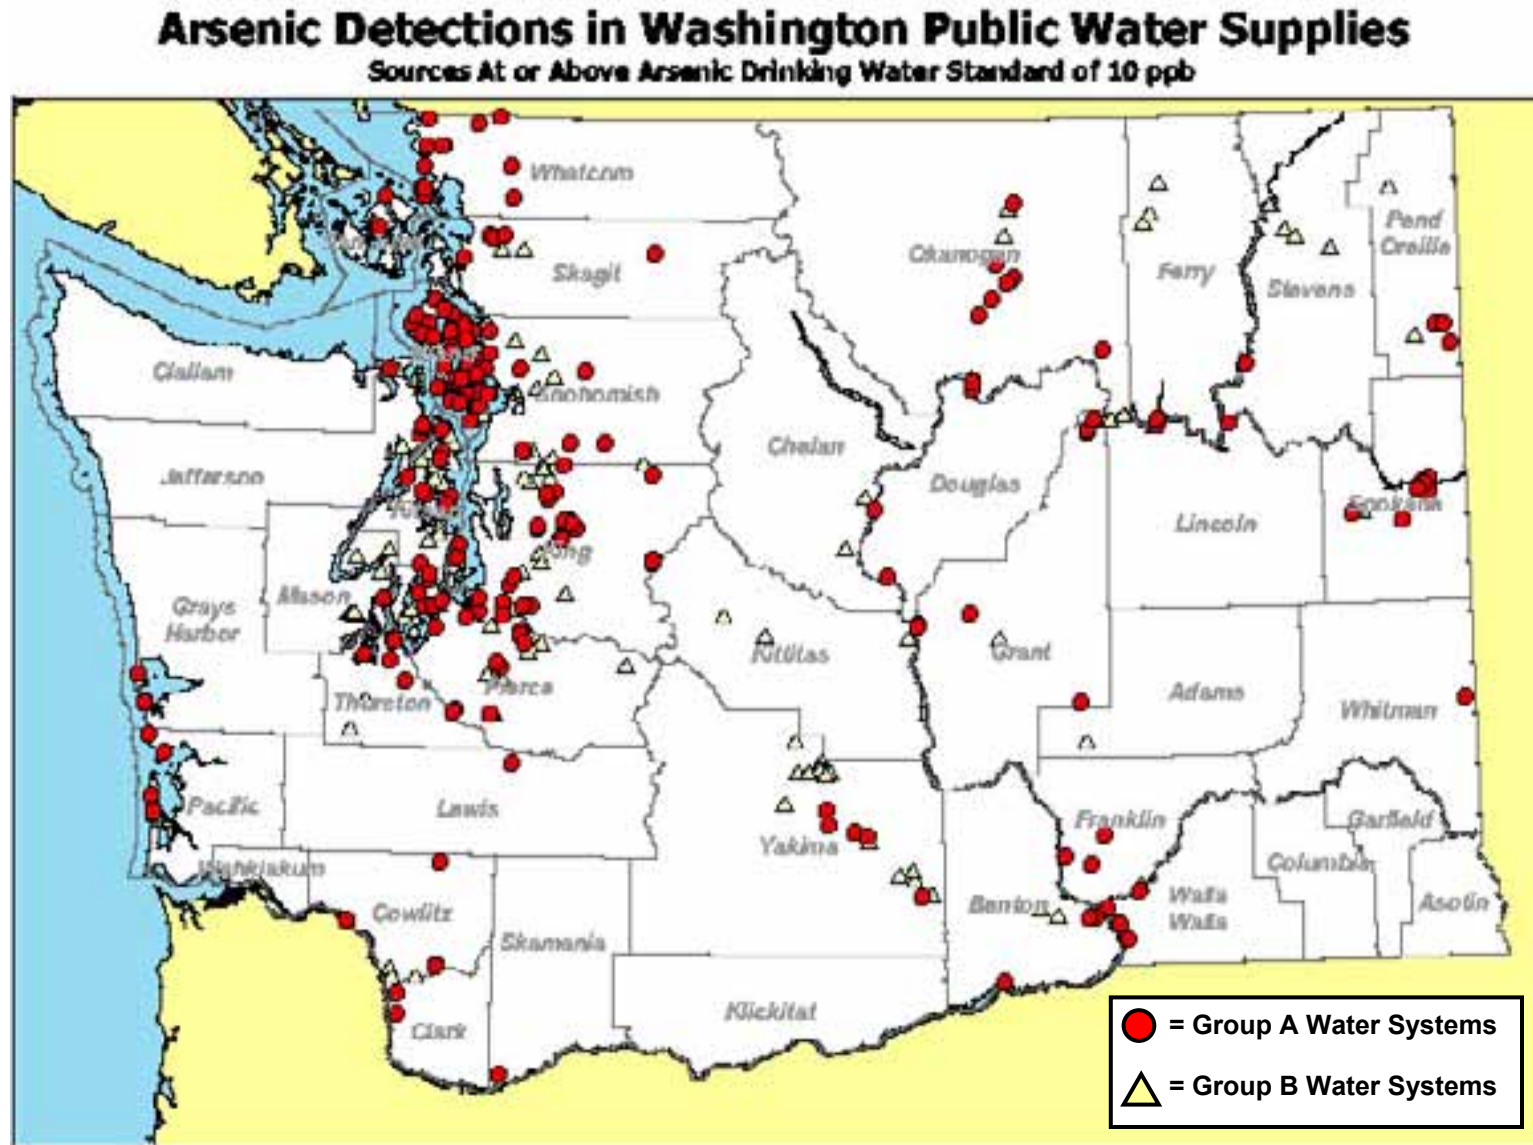 Arsenic Detections in Washington Public Water Supplies
Sources At or Above Arsenic Drinking Water Standard of 10 ppb
Whatcom
Pend
Oreille
Okanogan
Skagit
Ferry
Stevens
Clallam
Snohomish
Chelan
Jefferson
Douglas
Spokane
Lincoln
King
Mason
Grays
Harbor
Kittitas
Grant
Pierce
Thurston
Adams
Whitman
Pacific
Lewis
Franklin
Garfield
Yakima
Wahkiakum
Columbia
Cowlitz
Benton
Walla
Walla
Asotin
Skamania
Klickitat
Clark
= Group A Water Systems
= Group B Water Systems